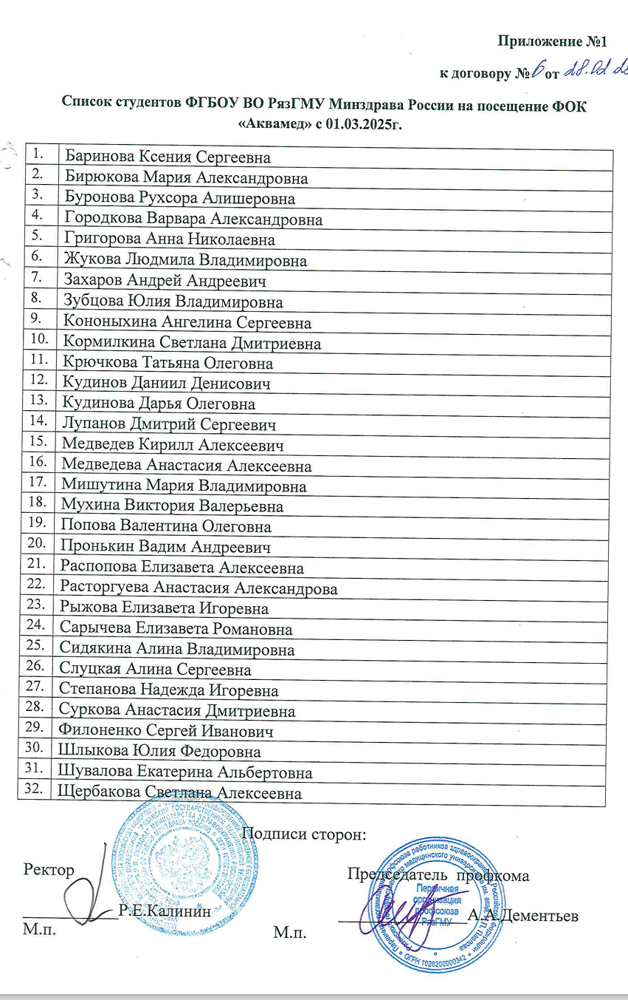 Приложение №1
к договору № 6 от 28.02
Список студентов ФГБОУ ВО РязГМУ Минздрава России на посещение ФОК
«Аквамед» с 01.03.2025г.
1. Баринова Ксения Сергеевна
2. Бирюкова Мария Александровна
3. Буронова Рухсора Алишеровна
4. Городкова Варвара Александровна
5. Григорова Анна Николаевна
6. Жукова Людмила Владимировна
7. Захаров Андрей Андреевич
8. Зубцова Юлия Владимировна
9. Кононыхина Ангелина Сергеевна
10. Кормилкина Светлана Дмитриевна
11. Крючкова Татьяна Олеговна
12. Кудинов Даниил Денисович
13. Кудинова Дарья Олеговна
14. Лупанов Дмитрий Сергеевич
15. Медведев Кирилл Алексеевич
16. Медведева Анастасия Алексеевна
17. Мишутина Мария Владимировна
18. Мухина Виктория Валерьевна
19. Попова Валентина Олеговна
20. Пронькин Вадим Андреевич
21. Распопова Елизавета Алексеевна
22. Расторгуева Анастасия Александрова
23. Рыжова Елизавета Игоревна
24. Сарычева Елизавета Романовна
25. Сидякина Алина Владимировна
26. Слуцкая Алина Сергеевна
27. Степанова Надежда Игоревна
28. Суркова Анастасия Дмитриевна
29. Филоненко Сергей Иванович
30. Шлыкова Юлия Федоровна
31. Шувалова Екатерина Альбертовна
32. Щербакова Светлана Алексеевна
Подписи сторон:
Ректор
Председатель профкома
Р.Е.Калинин
А.А.Дементьев
М.п.
М.п.
Первичная
организация
профсоюза
РязГМУ
ОГРН 1026200000342